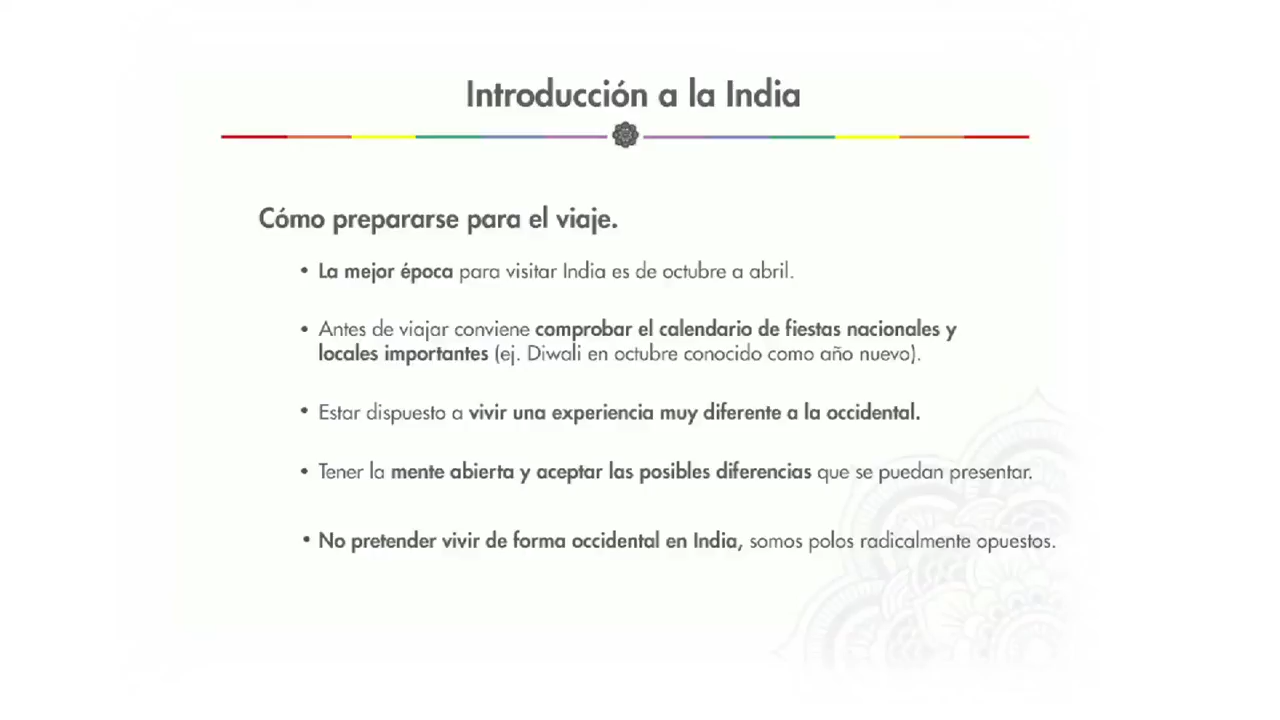 Introducción a la India
Cómo prepararse para el viaje.
• La mejor época para visitar India es de octubre a abril.
• Antes de viajar conviene comprobar el calendario de fiestas nacionales y
locales importantes (ej. Diwali en octubre conocido como año nuevo).
• Estar dispuesto a vivir una experiencia muy diferente a la occidental.
• Tener la mente abierta y aceptar las posibles diferencias que se puedan presentar.
• No pretender vivir de forma occidental en India, somos polos radicalmente opuestos.